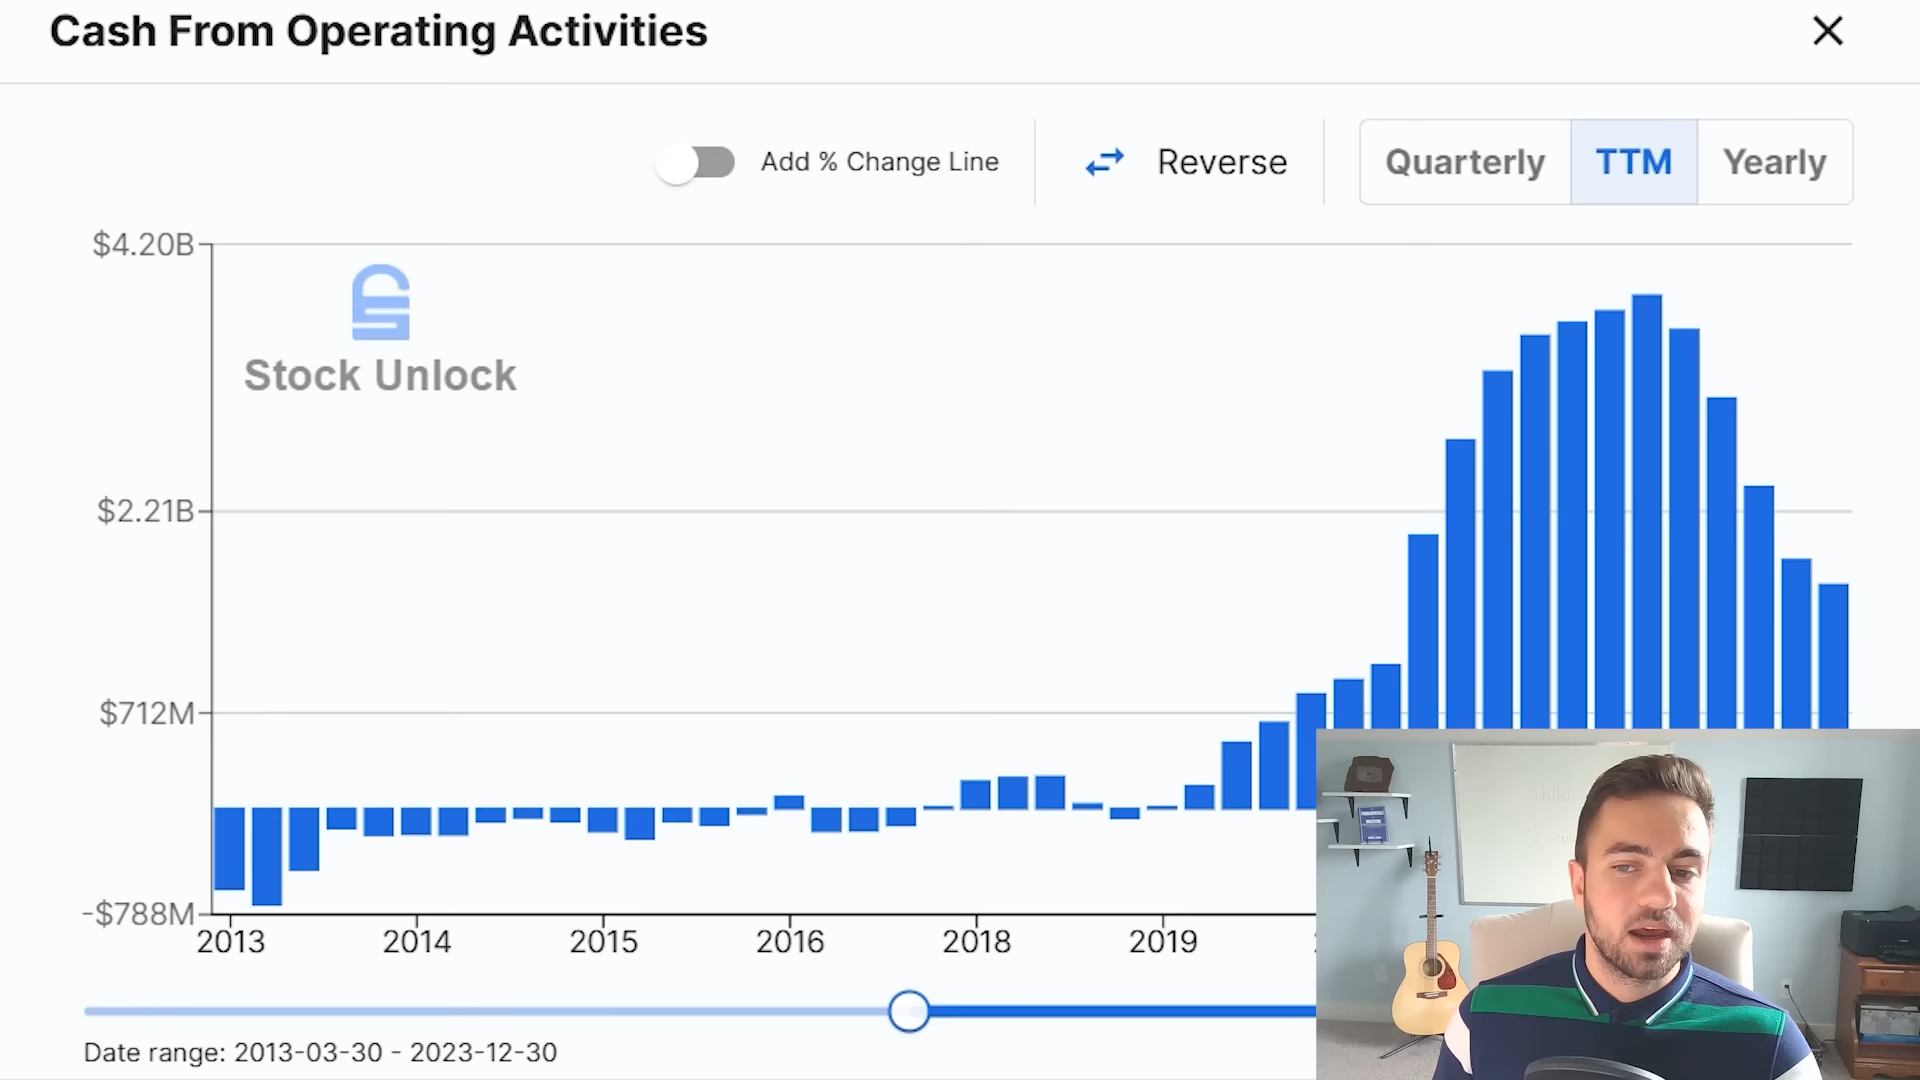 Cash From Operating Activities
Add % Change Line
Reverse
Quarterly
TTM
Yearly
$4.20B
Stock Unlock
$2.21B
$712M
-$788M
2013
2014
2015
2016
2018
2019
Date range: 2013-03-30 - 2023-12-30